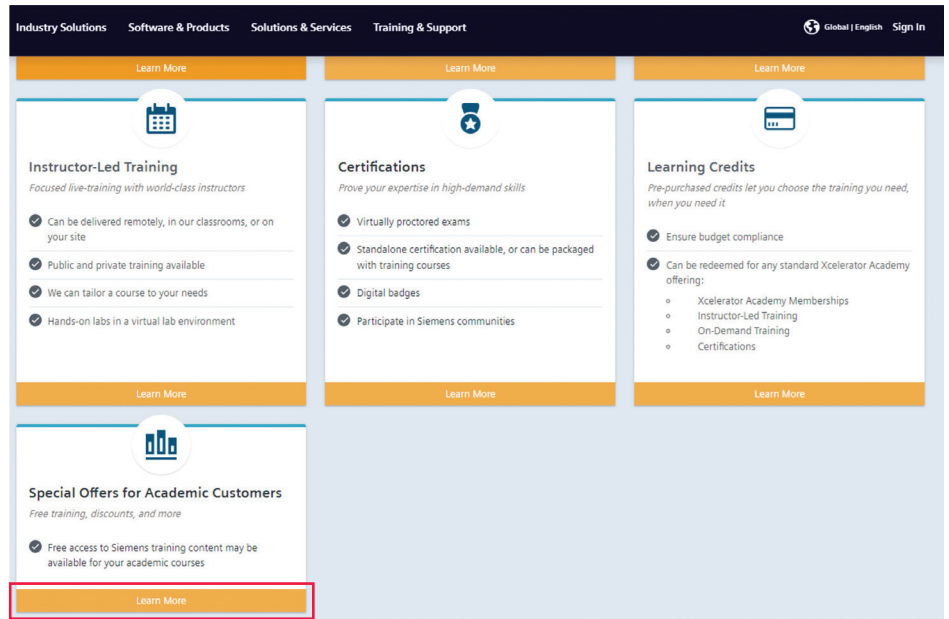 Industry Solutions Software & Products Solutions & Services Training & Support Global | English Sign In
Learn More Learn More Learn More
Instructor-Led Training
Focused live-training with world-class instructors
Can be delivered remotely, in our classrooms, or on
your site
Public and private training available
We can tailor a course to your needs
Hands-on labs in a virtual lab environment
Learn More
Certifications
Prove your expertise in high-demand skills
Virtually proctored exams
Standalone certification available, or can be packaged
with training courses
Digital badges
Participate in Siemens communities
Learn More
Learning Credits
Pre-purchased credits let you choose the training you need,
when you need it
Ensure budget compliance
Can be redeemed for any standard Xcelerator Academy
offering:
Xcelerator Academy Memberships
Instructor-Led Training
On-Demand Training
Certifications
Learn More
Special Offers for Academic Customers
Free training, discounts, and more
Free access to Siemens training content may be
available for your academic courses
Learn More